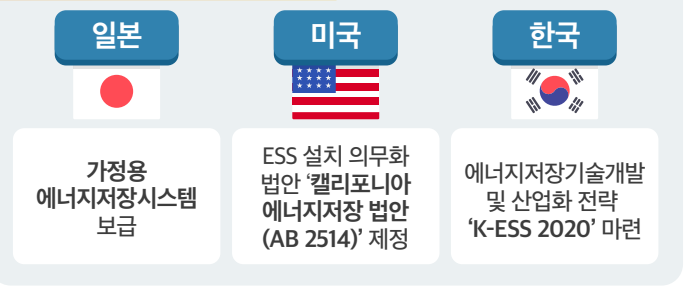 일본
미국
한국
가정용
에너지저장시스템
보급
ESS 설치 의무화
법안 ‘캘리포니아
에너지저장 법안
(AB 2514)’ 제정
에너지저장기술개발
및 산업화 전략
‘K-ESS 2020’ 마련